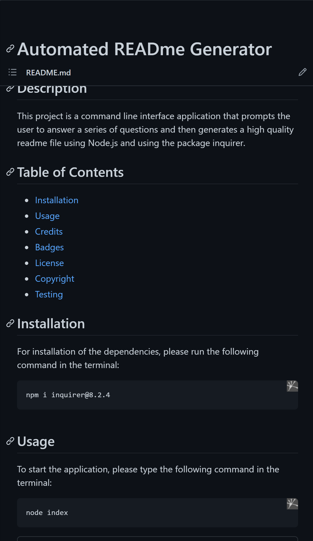 Automated READme Generator
README.md
Description
This project is a command line interface application that prompts the
user to answer a series of questions and then generates a high quality
readme file using Node.js and using the package inquirer.
Table of Contents
Installation
Usage
Credits
Badges
License
Copyright
Testing
Installation
For installation of the dependencies, please run the following
command in the terminal:
npm i inquirer@8.2.4
Usage
To start the application, please type the following command in the
terminal:
node index